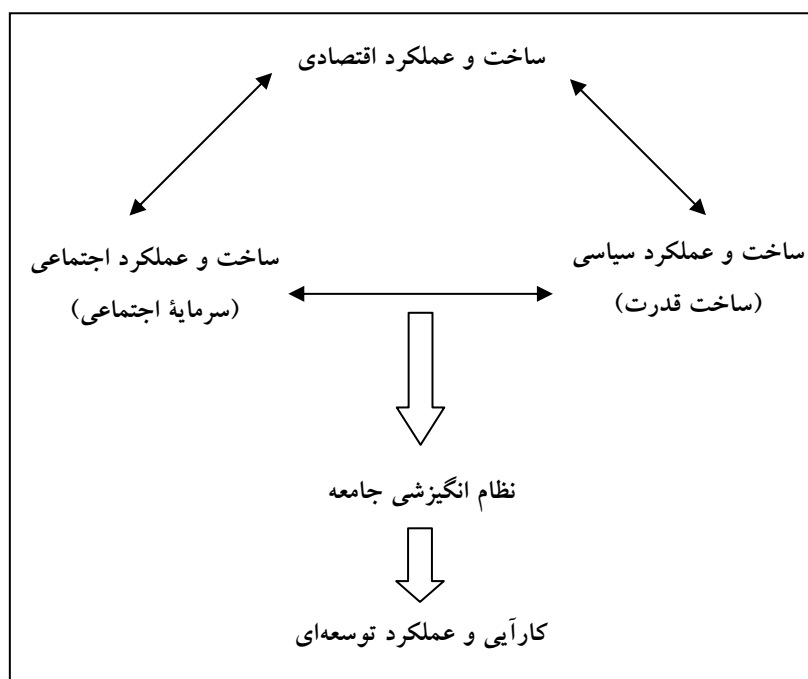 ساخت و عملکرد اقتصادی
ساخت و عملکرد سیاسی
(ساخت قدرت)
ساخت و عملکرد اجتماعی
(سرمایۀ اجتماعی)
نظام انگیزشی جامعه
کارآیی و عملکرد توسعه‌ای